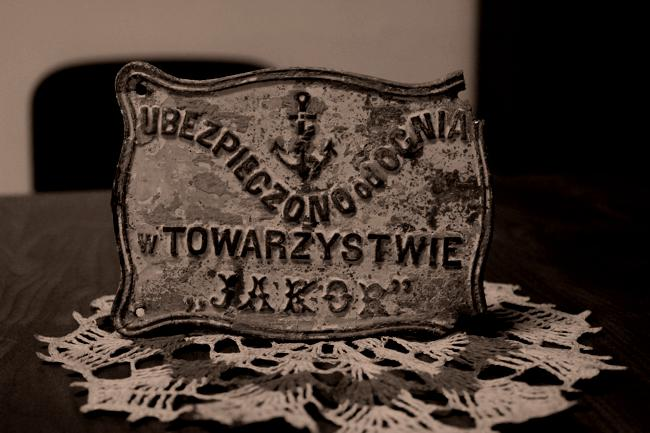 UBEZPIECZONO od OGNIA
w TOWARZYSTWIE
„JAKOR”